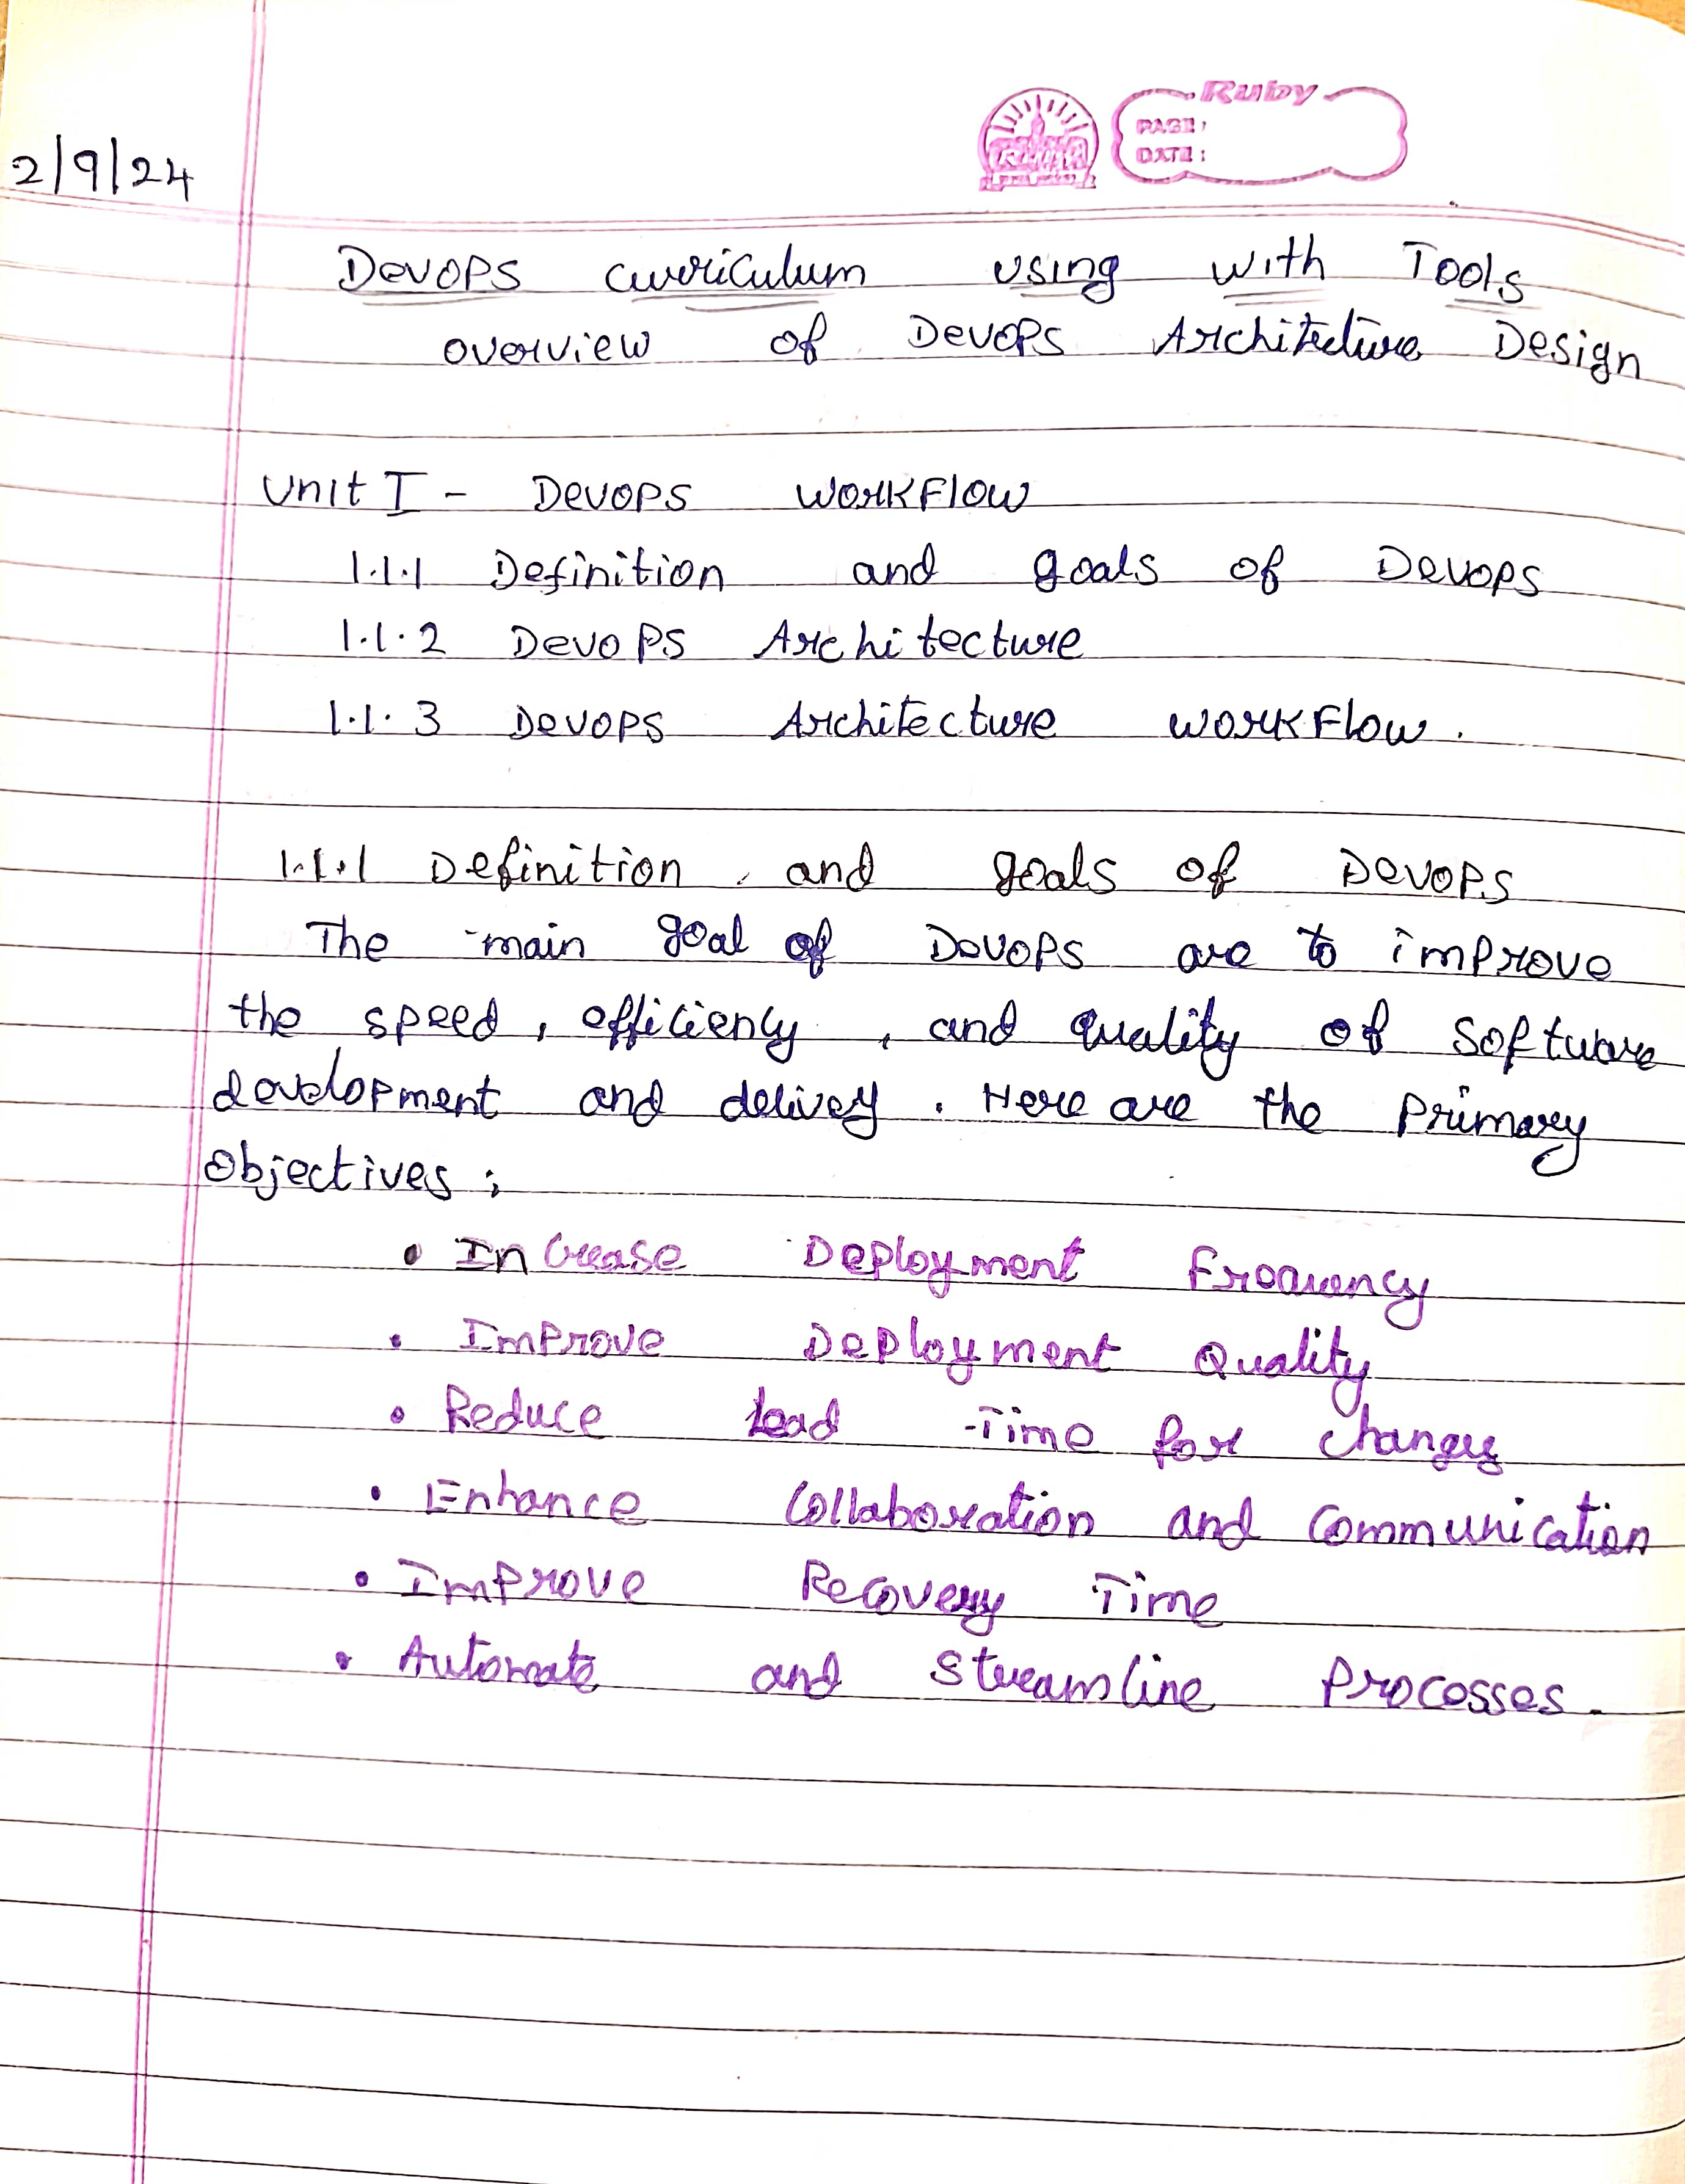 Ruby
PAGE:
DATE:
2/9/24
DevOPS curriculum using with Tools
overview of DevOPS Architecture Design
Unit I - DevOPS WORKFlOW
1.1.1 Definition and goals of DevOPS
1.1.2 DevOPS Architecture
1.1.3 DevOPS Architecture WORKFlow.
1.1.1 Definition and goals of DevOPS
The main goal of DevOPS are to improve
the speed, efficiency, and quality of software
development and delivey. Here are the Primary
Objectives;
• Increase Deployment Frequency
• Improve Deployment Quality
• Reduce Lead Time for changes
• Enhance Collaboration and Communication
• Improve Recovery Time
• Automate and Streamline Processes.